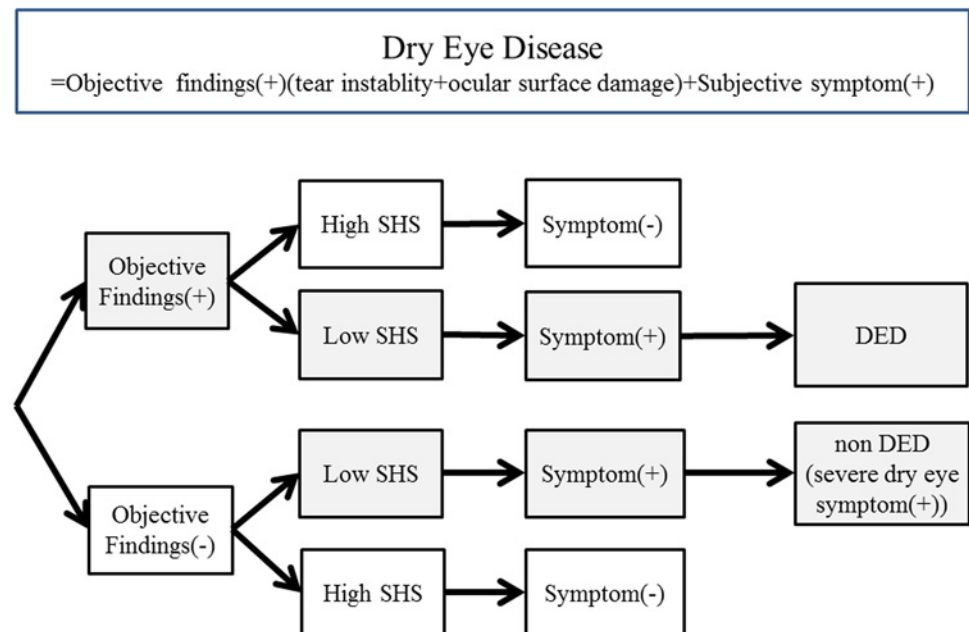 Dry Eye Disease
=Objective findings(+)(tear instablity+ocular surface damage)+Subjective symptom(+)
High SHS
Symptom(-)
Objective
Findings(+)
Low SHS
Symptom(+)
DED
Low SHS
Symptom(+)
non DED
(severe dry eye
symptom(+))
Objective
Findings(-)
High SHS
Symptom(-)